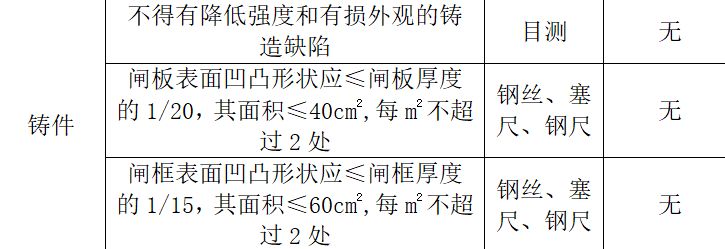 铸件
不得有降低强度和有损外观的铸
造缺陷
目测
无
闸板表面凹凸形状应≤闸板厚度
的1/20，其面积≤40cm²,每m²不超
过2处
钢丝、塞
尺、钢尺
无
闸框表面凹凸形状应≤闸框厚度
的1/15，其面积≤60cm²,每m²不超
过2处
钢丝、塞
尺、钢尺
无